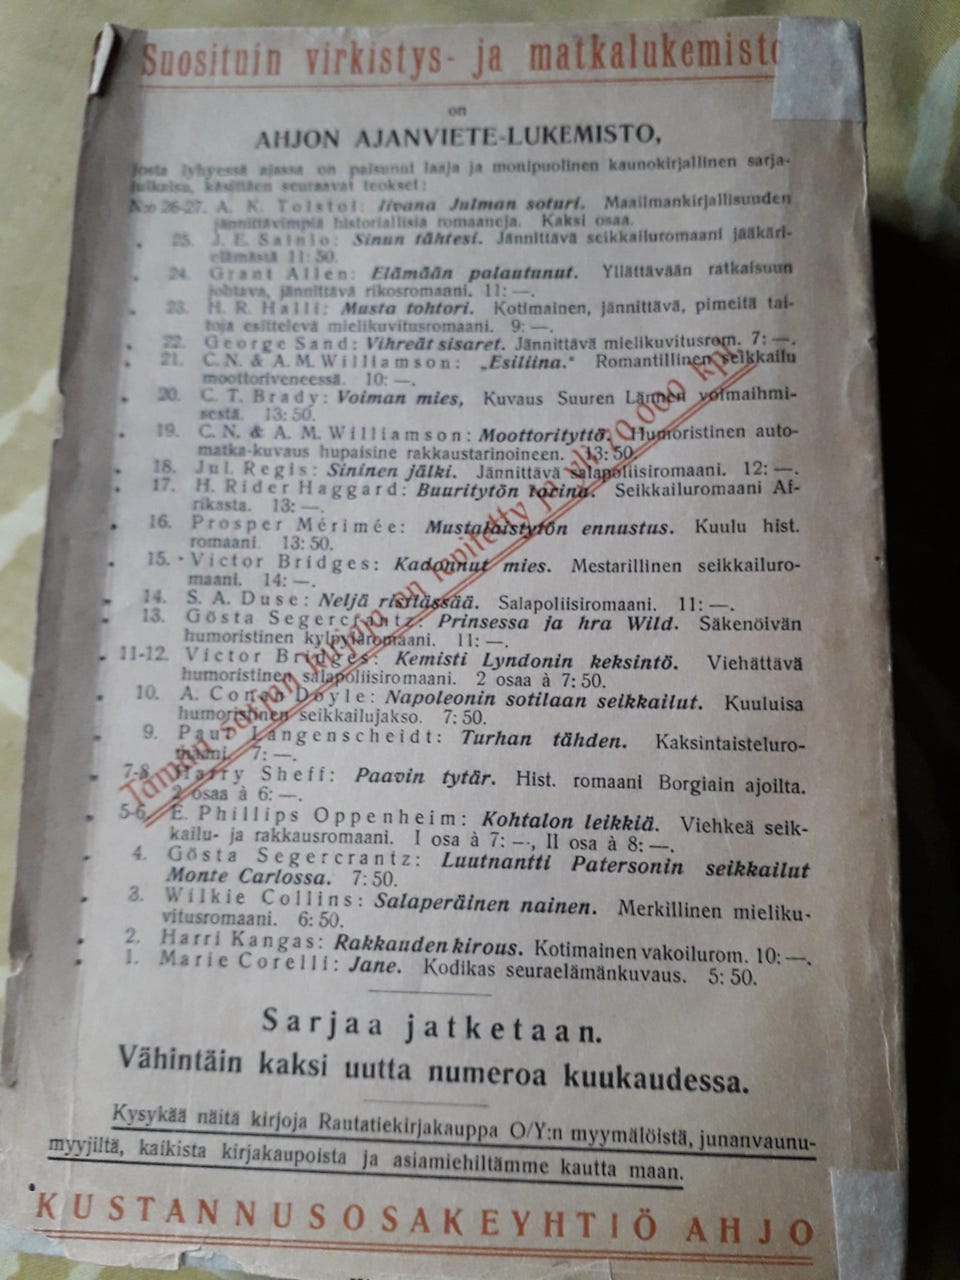 Suosituin virkistys- ja matkalukemisto
on
AHJON AJANVIETE-LUKEMISTO,
josta lyhyessä ajassa on paisunut laaja ja monipuolinen kaunokirjallinen sarja-
julkaisu, käsittäen seuraavat teokset:
N:o 26-27. A. K. Tolstoi: Iivana Julman soturi. Maailmankirjallisuuden
jännittävimpiä historiallisia romaaneja. Kaksi osaa.
" 25. J. E. Sainio: Sinun tähtesi. Jännittävä seikkailuromaani jääkäri-
elämästä 11: 50.
" 24. Grant Allen: Elämään palautunut. Yllättävään ratkaisuun
johtava, jännittävä rikosromaani. 11: —.
" 23. H. R. Halli: Musta tohtori. Kotimainen, jännittävä, pimeitä tai-
toja esittelevä mielikuvitusromaani. 9: —.
" 22. George Sand: Vihreät sisaret. Jännittävä mielikuvitusrom. 7: —.
" 21. C. N. & A. M. Williamson: „Esiliina." Romantillinen seikkailu
moottoriveneessä. 10: —.
" 20. C. T. Brady: Voiman mies, Kuvaus Suuren Lännen voimaihmi-
sestä. 13: 50.
" 19. C. N. & A. M. Williamson: Moottorityttö. Humoristinen auto-
matka-kuvaus hupaisine rakkaustarinoineen. 13: 50.
" 18. Jul. Regis: Sininen jälki. Jännittävä salapoliisiromaani. 12: —.
" 17. H. Rider Haggard: Buuritytön tarina. Seikkailuromaani Af-
rikasta. 13: —.
" 16. Prosper Mérimée: Mustalaistytön ennustus. Kuulu hist.
romaani. 13: 50.
" 15. Victor Bridges: Kadonnut mies. Mestarillinen seikkailuro-
maani. 14: —.
" 14. S. A. Duse: Neljä ristiässää. Salapoliisiromaani. 11: —.
" 13. Gösta Segercrantz: Prinsessa ja hra Wild. Säkenöivän
humoristinen kylpyläromaani. 11: —.
" 11-12. Victor Bridges: Kemisti Lyndonin keksintö. Viehättävä
humoristinen salapoliisiromaani. 2 osaa à 7: 50.
" 10. A. Conan Doyle: Napoleonin sotilaan seikkailut. Kuuluisa
humoristinen seikkailujakso. 7: 50.
" 9. Paul Langenscheidt: Turhan tähden. Kaksintaisteluro-
maani. 7: —.
" 7-8. Harry Sheff: Paavin tytär. Hist. romaani Borgiain ajoilta.
2 osaa à 6: —.
" 5-6. E. Phillips Oppenheim: Kohtalon leikkiä. Viehkeä seik-
kailu- ja rakkausromaani. I osa à 7: —, II osa à 8: —.
" 4. Gösta Segercrantz: Luutnantti Patersonin seikkailut
Monte Carlossa. 7: 50.
" 3. Wilkie Collins: Salaperäinen nainen. Merkillinen mieliku-
vitusromaani. 6: 50.
" 2. Harri Kangas: Rakkauden kirous. Kotimainen vakoilurom. 10: —.
" 1. Marie Corelli: Jane. Kodikas seuraelämänkuvaus. 5: 50.
Tämän sarjan kirjoja on levitetty jo yli
kpl.
Sarjaa jatketaan.
Vähintäin kaksi uutta numeroa kuukaudessa.
Kysykää näitä kirjoja Rautatiekirjakauppa O/Y:n myymälöistä, junanvaunu-
myyjiltä, kaikista kirjakaupoista ja asiamiehiltämme kautta maan.
KUSTANNUSOSAKEYHTIÖ AHJO